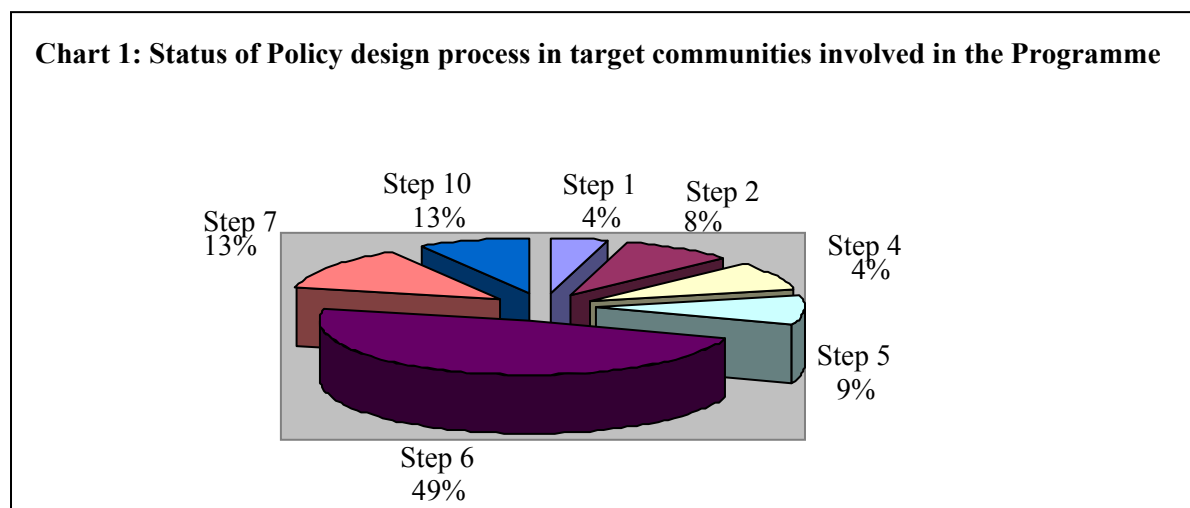 Chart 1: Status of Policy design process in target communities involved in the Programme
Step 10
13%
Step 1
4%
Step 2
8%
Step 4
4%
Step 5
9%
Step 6
49%
Step 7
13%